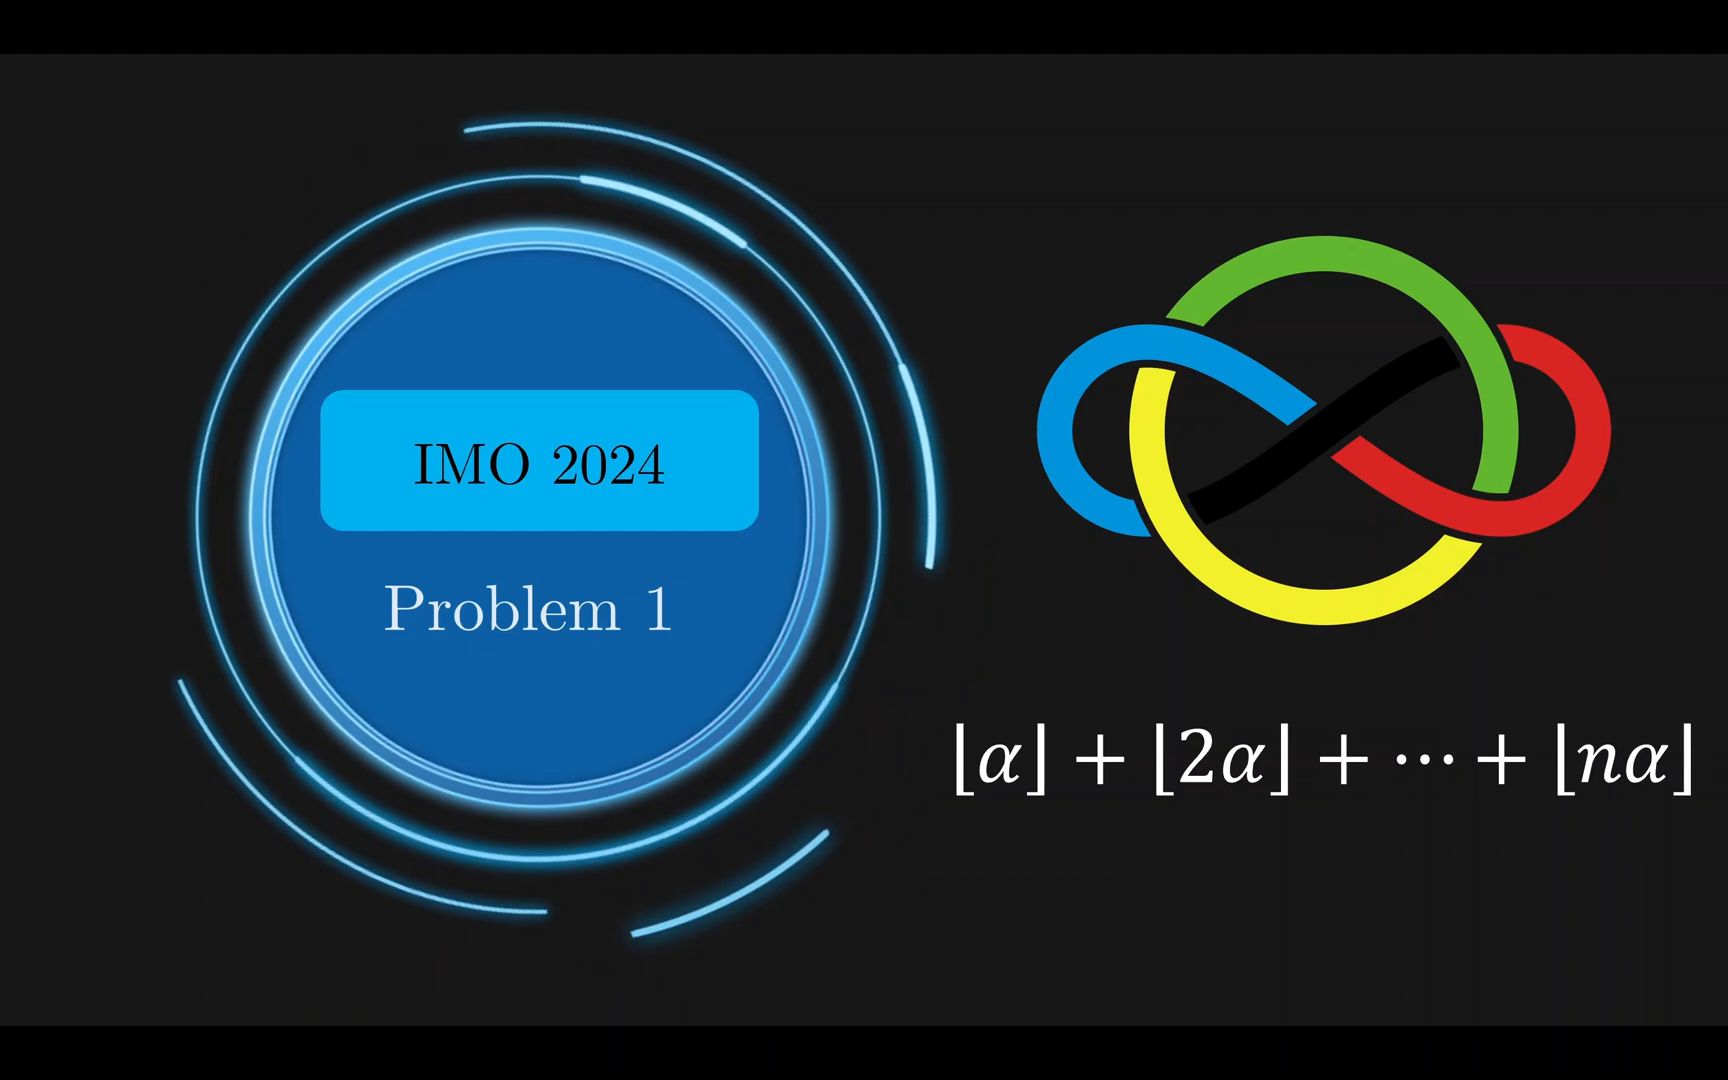 IMO 2024
Problem 1
⌊α⌋ + ⌊2α⌋ + ⋯ + ⌊nα⌋